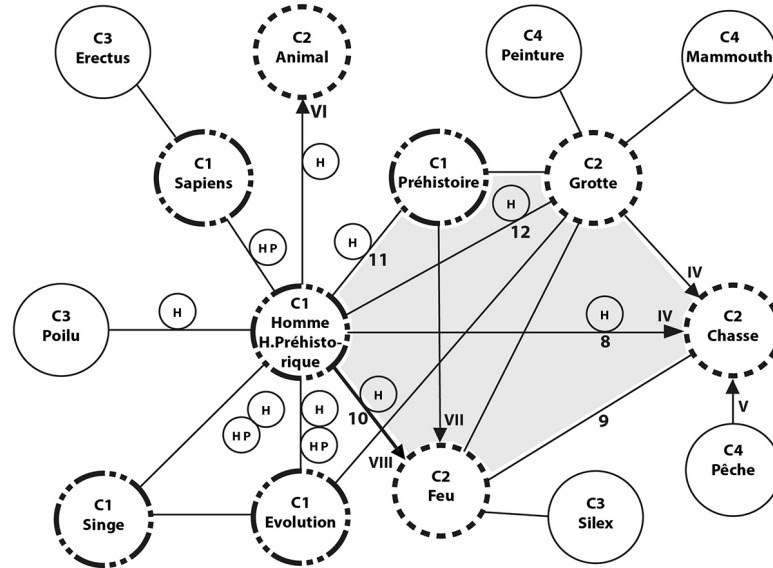 C3
Erectus
C2
Animal
C4
Peinture
C4
Mammouth
VI
H
C1
Sapiens
C1
Préhistoire
C2
Grotte
H
12
H
11
HP
IV
C3
Poilu
H
C1
Homme
H.Préhisto-
rique
H
IV
8
C2
Chasse
H
HP
H
HP
H
10
VII
VIII
9
V
C4
Pêche
C1
Singe
C1
Evolution
C2
Feu
C3
Silex